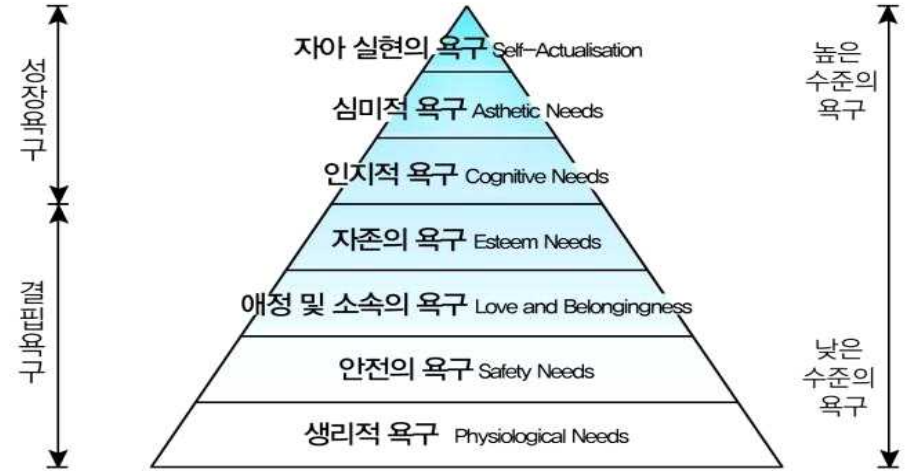 자아 실현의 욕구 Self-Actualisation
심미적 욕구 Asthetic Needs
인지적 욕구 Cognitive Needs
자존의 욕구 Esteem Needs
애정 및 소속의 욕구 Love and Belongingness
안전의 욕구 Safety Needs
생리적 욕구 Physiological Needs
성장욕구
결핍욕구
높은
수준의
욕구
낮은
수준의
욕구